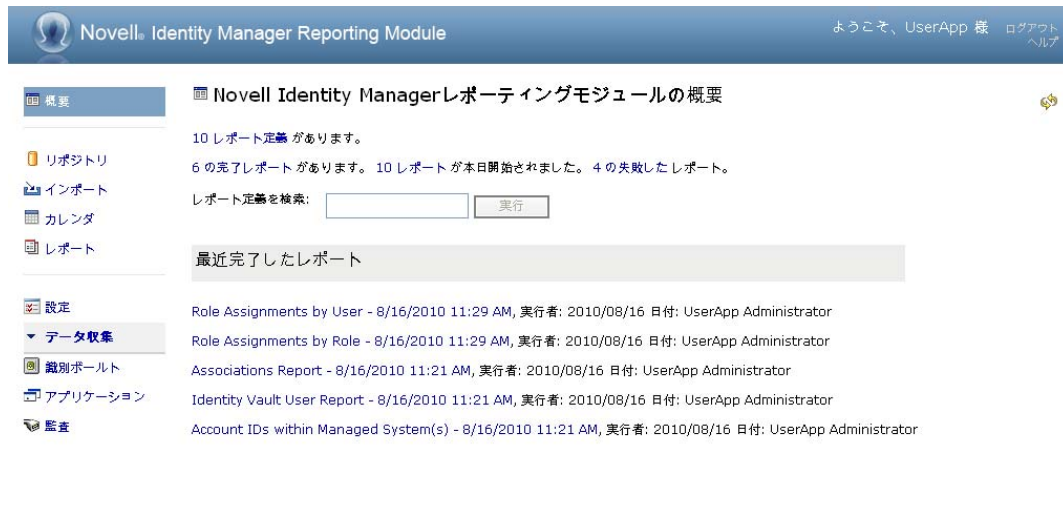 Novell® Identity Manager Reporting Module
ようこそ、UserApp 様 ログアウト
ヘルプ
概要
Novell Identity Managerレポーティングモジュールの概要
10 レポート定義 があります。
6 の完了レポート があります。 10 レポート が本日開始されました。 4 の失敗した レポート。
レポート定義を検索: 実行
最近完了したレポート
リポジトリ
インポート
カレンダ
レポート
設定
データ収集
識別ボールト
アプリケーション
監査
Role Assignments by User - 8/16/2010 11:29 AM, 実行者: 2010/08/16 日付: UserApp Administrator
Role Assignments by Role - 8/16/2010 11:29 AM, 実行者: 2010/08/16 日付: UserApp Administrator
Associations Report - 8/16/2010 11:21 AM, 実行者: 2010/08/16 日付: UserApp Administrator
Identity Vault User Report - 8/16/2010 11:21 AM, 実行者: 2010/08/16 日付: UserApp Administrator
Account IDs within Managed System(s) - 8/16/2010 11:21 AM, 実行者: 2010/08/16 日付: UserApp Administrator